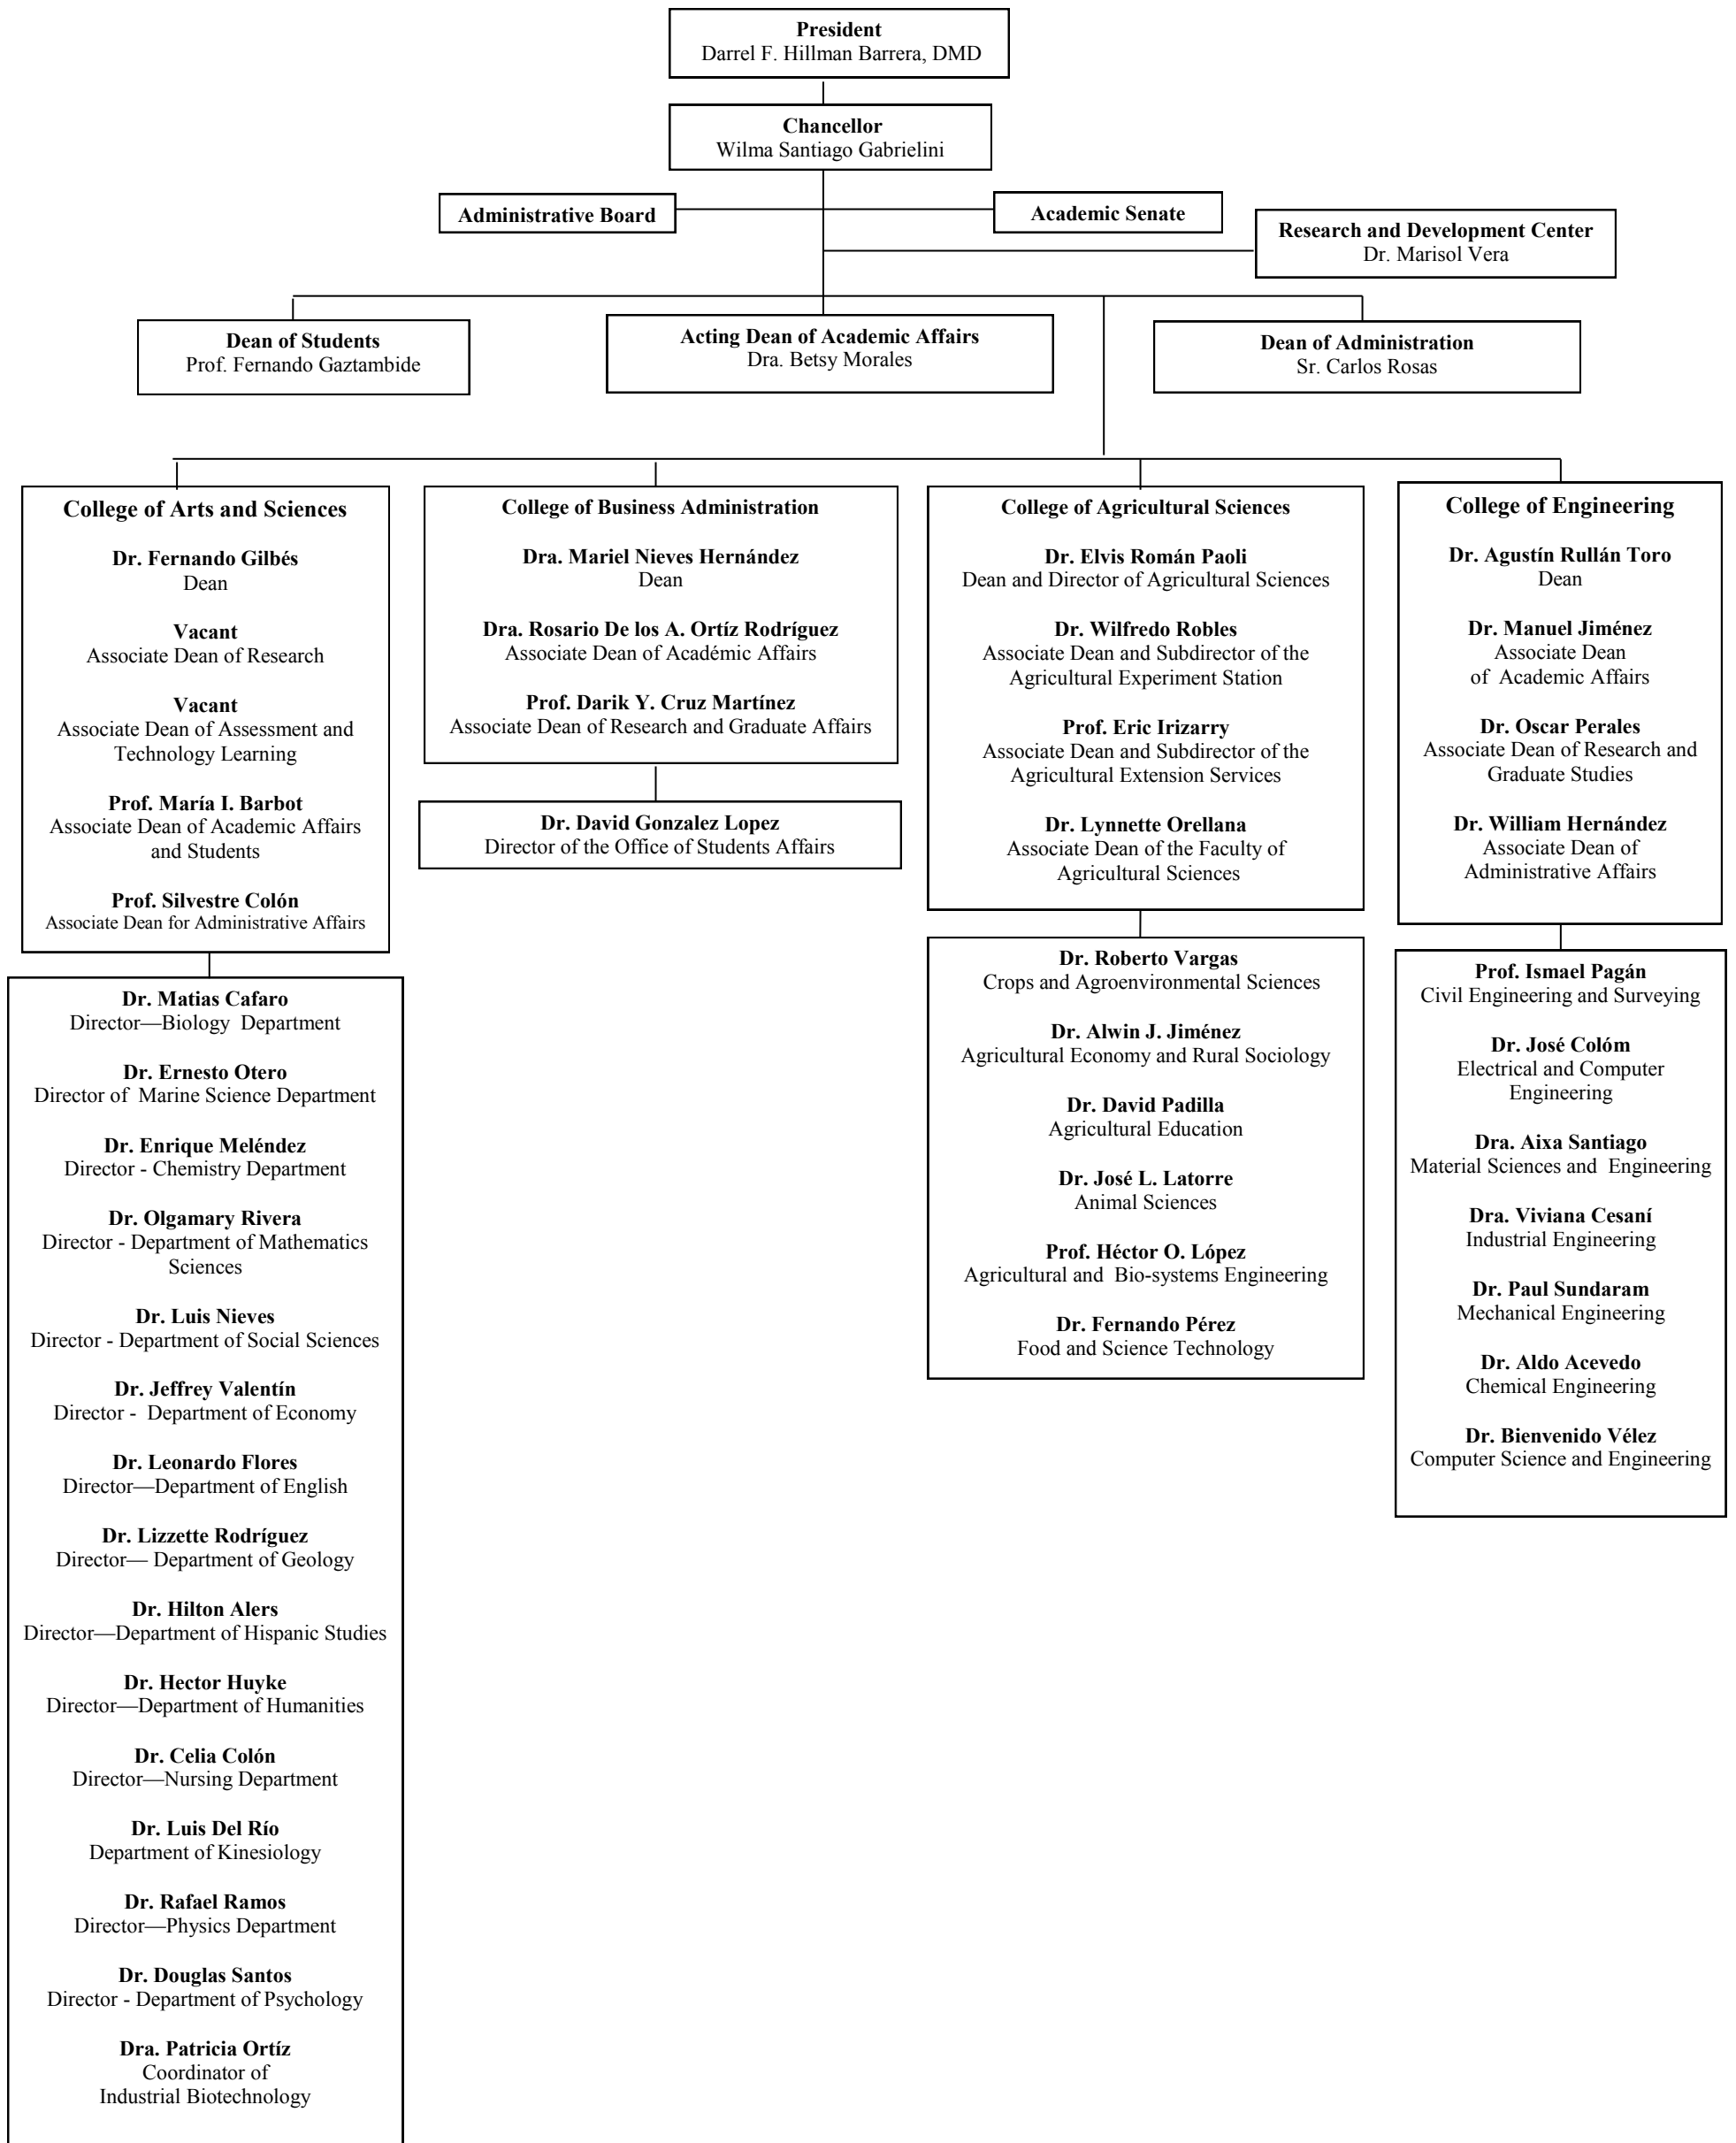 President
Darrel F. Hillman Barrera, DMD
Chancellor
Wilma Santiago Gabrielini
Administrative Board
Academic Senate
Research and Development Center
Dr. Marisol Vera
Dean of Students
Prof. Fernando Gaztambide
Acting Dean of Academic Affairs
Dra. Betsy Morales
Dean of Administration
Sr. Carlos Rosas
College of Arts and Sciences
Dr. Fernando Gilbés
Dean
Vacant
Associate Dean of Research
Vacant
Associate Dean of Assessment and
Technology Learning
Prof. María I. Barbot
Associate Dean of Academic Affairs
and Students
Prof. Silvestre Colón
Associate Dean for Administrative Affairs
Dr. Matias Cafaro
Director—Biology Department
Dr. Ernesto Otero
Director of Marine Science Department
Dr. Enrique Meléndez
Director - Chemistry Department
Dr. Olgamary Rivera
Director - Department of Mathematics
Sciences
Dr. Luis Nieves
Director - Department of Social Sciences
Dr. Jeffrey Valentín
Director - Department of Economy
Dr. Leonardo Flores
Director—Department of English
Dr. Lizzette Rodríguez
Director— Department of Geology
Dr. Hilton Alers
Director—Department of Hispanic Studies
Dr. Hector Huyke
Director—Department of Humanities
Dr. Celia Colón
Director—Nursing Department
Dr. Luis Del Río
Department of Kinesiology
Dr. Rafael Ramos
Director—Physics Department
Dr. Douglas Santos
Director - Department of Psychology
Dra. Patricia Ortíz
Coordinator of
Industrial Biotechnology
College of Business Administration
Dra. Mariel Nieves Hernández
Dean
Dra. Rosario De los A. Ortíz Rodríguez
Associate Dean of Académic Affairs
Prof. Darik Y. Cruz Martínez
Associate Dean of Research and Graduate Affairs
Dr. David Gonzalez Lopez
Director of the Office of Students Affairs
College of Agricultural Sciences
Dr. Elvis Román Paoli
Dean and Director of Agricultural Sciences
Dr. Wilfredo Robles
Associate Dean and Subdirector of the
Agricultural Experiment Station
Prof. Eric Irizarry
Associate Dean and Subdirector of the
Agricultural Extension Services
Dr. Lynnette Orellana
Associate Dean of the Faculty of
Agricultural Sciences
Dr. Roberto Vargas
Crops and Agroenvironmental Sciences
Dr. Alwin J. Jiménez
Agricultural Economy and Rural Sociology
Dr. David Padilla
Agricultural Education
Dr. José L. Latorre
Animal Sciences
Prof. Héctor O. López
Agricultural and Bio-systems Engineering
Dr. Fernando Pérez
Food and Science Technology
College of Engineering
Dr. Agustín Rullán Toro
Dean
Dr. Manuel Jiménez
Associate Dean
of Academic Affairs
Dr. Oscar Perales
Associate Dean of Research and
Graduate Studies
Dr. William Hernández
Associate Dean of
Administrative Affairs
Prof. Ismael Pagán
Civil Engineering and Surveying
Dr. José Colóm
Electrical and Computer
Engineering
Dra. Aixa Santiago
Material Sciences and Engineering
Dra. Viviana Cesaní
Industrial Engineering
Dr. Paul Sundaram
Mechanical Engineering
Dr. Aldo Acevedo
Chemical Engineering
Dr. Bienvenido Vélez
Computer Science and Engineering